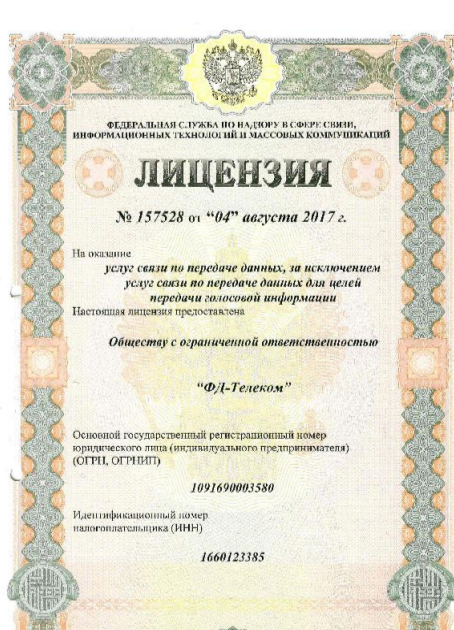 ФЕДЕРАЛЬНАЯ СЛУЖБА ПО НАДЗОРУ В СФЕРЕ СВЯЗИ,
ИНФОРМАЦИОННЫХ ТЕХНОЛОГИЙ И МАССОВЫХ КОММУНИКАЦИЙ
ЛИЦЕНЗИЯ
№ 157528 от “04” августа 2017 г.
На оказание
услуг связи по передаче данных, за исключением
услуг связи по передаче данных для целей
передачи голосовой информации
Настоящая лицензия предоставлена
Обществу с ограниченной ответственностью
“ФД-Телеком”
Основной государственный регистрационный номер
юридического лица (индивидуального предпринимателя)
(ОГРН, ОГРНИП)
1091690003580
Идентификационный номер
налогоплательщика (ИНН)
1660123385